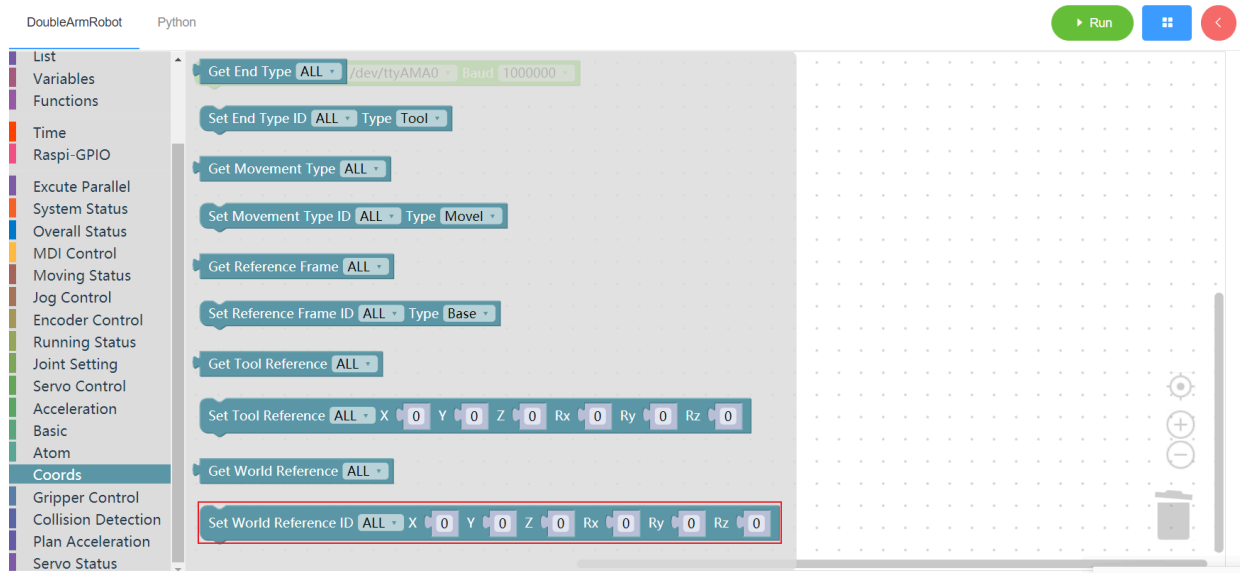 DoubleArmRobot Python Run
List
Variables
Functions
Time
Raspi-GPIO
Excute Parallel
System Status
Overall Status
MDI Control
Moving Status
Jog Control
Encoder Control
Running Status
Joint Setting
Servo Control
Acceleration
Basic
Atom
Coords
Gripper Control
Collision Detection
Plan Acceleration
Servo Status
Get End Type ALL /dev/ttyAMA0 Baud 1000000
Set End Type ID ALL Type Tool
Get Movement Type ALL
Set Movement Type ID ALL Type Movel
Get Reference Frame ALL
Set Reference Frame ID ALL Type Base
Get Tool Reference ALL
Set Tool Reference ALL X 0 Y 0 Z 0 Rx 0 Ry 0 Rz 0
Get World Reference ALL
Set World Reference ID ALL X 0 Y 0 Z 0 Rx 0 Ry 0 Rz 0